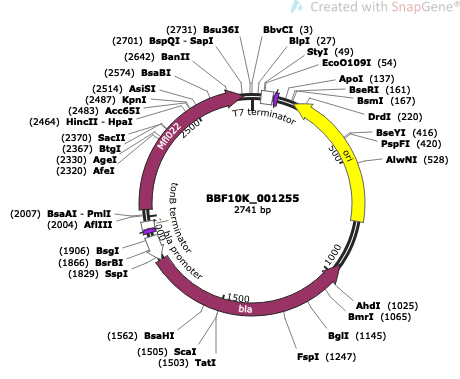 Created with SnapGene®
(2731) Bsu36I
BbvCI (3)
(2701) BspQI - SapI
BlpI (27)
(2642) BanII
StyI (49)
EcoO109I (54)
(2574) BsaBI
ApoI (137)
(2514) AsiSI
BseRI (161)
(2487) KpnI
BsmI (167)
(2483) Acc65I
DrdI (220)
(2464) HincII - HpaI
T7 terminator
2500
Mfl022
BseYI (416)
(2370) SacII
PspFI (420)
(2367) BtgI
500
ori
(2330) AgeI
AlwNI (528)
(2320) AfeI
BBF10K_001255
2741 bp
(2007) BsaAI - PmlI
(2004) AflIII
tonB terminator
bla promoter
(1906) BsgI
(1866) BsrBI
(1829) SspI
1000
1500
bla
AhdI (1025)
BmrI (1065)
(1562) BsaHI
BglI (1145)
(1505) ScaI
FspI (1247)
(1503) TatI